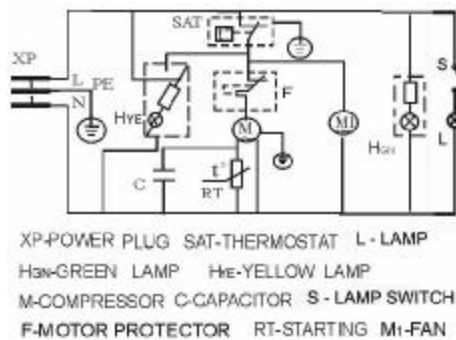 SAT
XP
L PE
N
HYE
F
M
M1
S
HGN
L
C
t°
RT
XP-POWER PLUG SAT-THERMOSTAT L - LAMP
HGN-GREEN LAMP HYE-YELLOW LAMP
M-COMPRESSOR C-CAPACITOR S - LAMP SWITCH
F-MOTOR PROTECTOR RT-STARTING M1-FAN